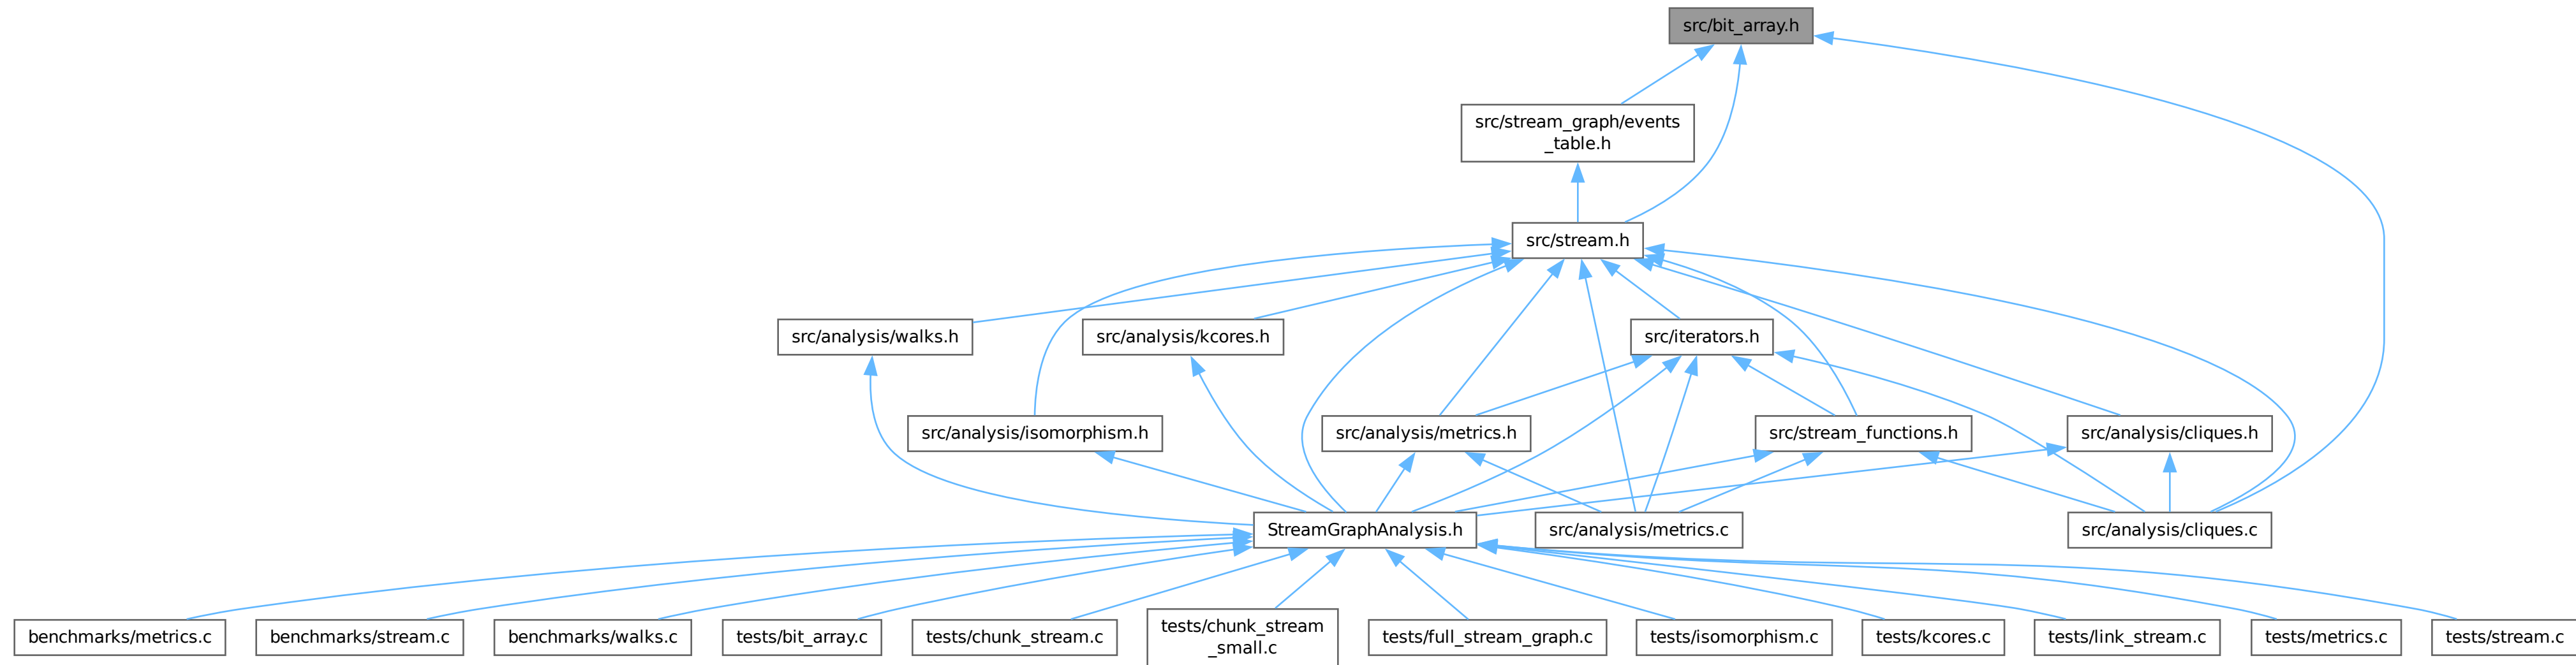 src/bit_array.h
src/stream_graph/events
_table.h
src/stream.h
src/analysis/walks.h
src/analysis/kcores.h
src/iterators.h
src/analysis/isomorphism.h
src/analysis/metrics.h
src/stream_functions.h
src/analysis/cliques.h
StreamGraphAnalysis.h
src/analysis/metrics.c
src/analysis/cliques.c
benchmarks/metrics.c
benchmarks/stream.c
benchmarks/walks.c
tests/bit_array.c
tests/chunk_stream.c
tests/chunk_stream
_small.c
tests/full_stream_graph.c
tests/isomorphism.c
tests/kcores.c
tests/link_stream.c
tests/metrics.c
tests/stream.c